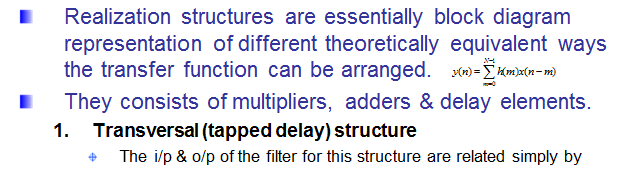 Realization structures are essentially block diagram
representation of different theoretically equivalent ways
the transfer function can be arranged. y(n)=∑_{m=0}^{N-1} h(m)x(n-m)
They consists of multipliers, adders & delay elements.
1. Transversal (tapped delay) structure
The i/p & o/p of the filter for this structure are related simply by